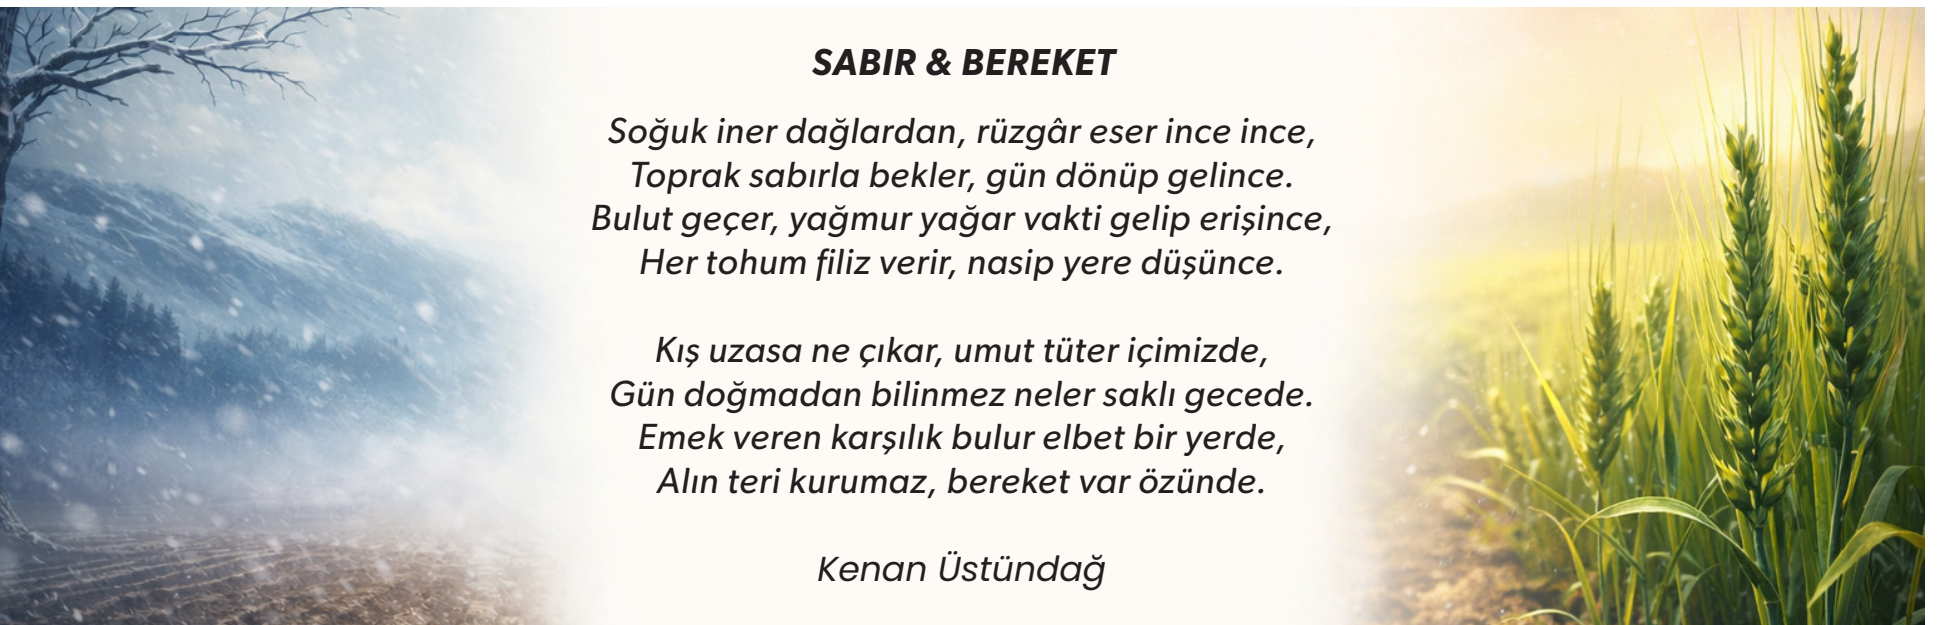 SABIR & BEREKET
Soğuk iner dağlardan, rüzgâr eser ince ince,
Toprak sabırla bekler, gün dönüp gelince.
Bulut geçer, yağmur yağar vakti gelip erişince,
Her tohum filiz verir, nasip yere düşünce.
Kış uzasa ne çıkar, umut tüter içimizde,
Gün doğmadan bilinmez neler saklı gecede.
Emek veren karşılık bulur elbet bir yerde,
Alın teri kurumaz, bereket var özünde.
Kenan Üstündağ